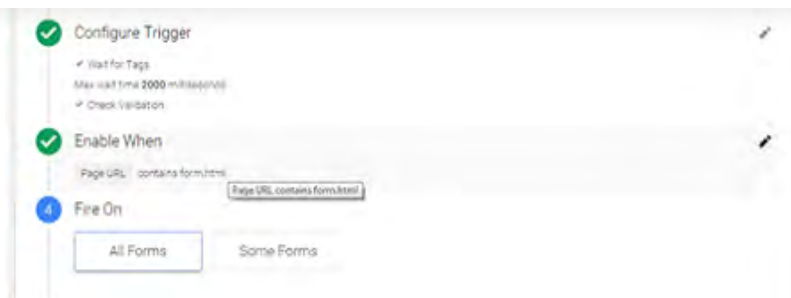 Configure Trigger
✓ Wait for Tags
Max wait time 2000 milliseconds
✓ Check Validation
Enable When
Page URL contains form.html
Page URL contains form.html
4 Fire On
All Forms Some Forms